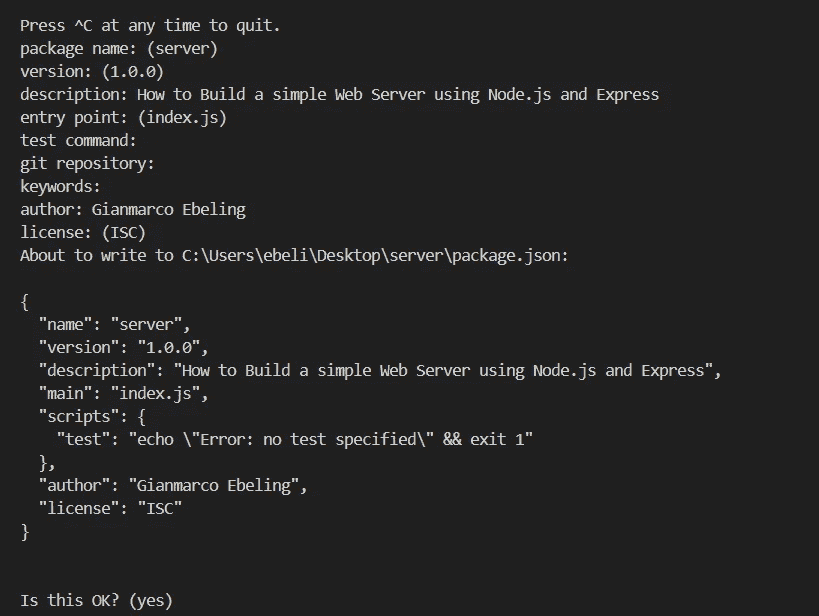 Press ^C at any time to quit.
package name: (server)
version: (1.0.0)
description: How to Build a simple Web Server using Node.js and Express
entry point: (index.js)
test command:
git repository:
keywords:
author: Gianmarco Ebeling
license: (ISC)
About to write to C:\Users\ebeli\Desktop\server\package.json:

{
  "name": "server",
  "version": "1.0.0",
  "description": "How to Build a simple Web Server using Node.js and Express",
  "main": "index.js",
  "scripts": {
    "test": "echo \"Error: no test specified\" && exit 1"
  },
  "author": "Gianmarco Ebeling",
  "license": "ISC"
}

Is this OK? (yes)